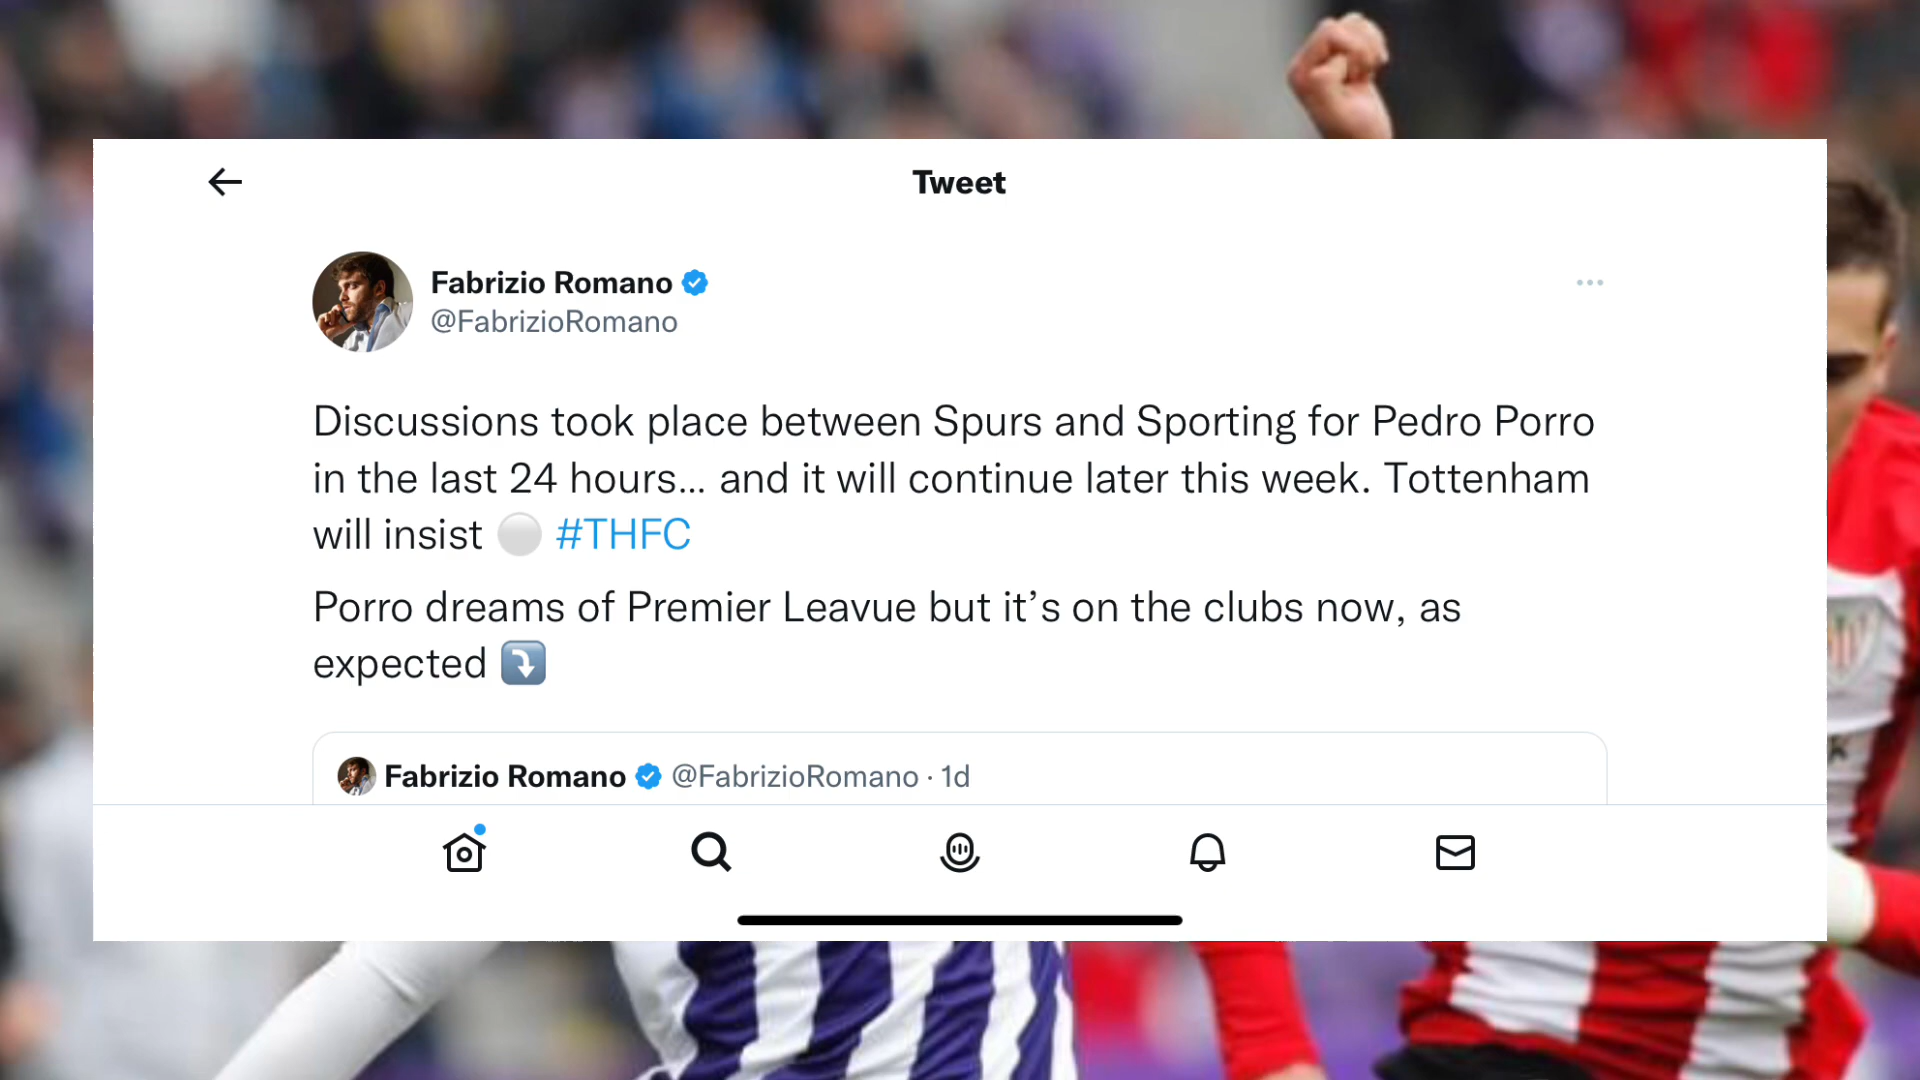 Tweet
Fabrizio Romano
@FabrizioRomano
Discussions took place between Spurs and Sporting for Pedro Porro
in the last 24 hours… and it will continue later this week. Tottenham
will insist ⚪️ #THFC
Porro dreams of Premier Leavue but it’s on the clubs now, as
expected ⤵️
Fabrizio Romano @FabrizioRomano · 1d